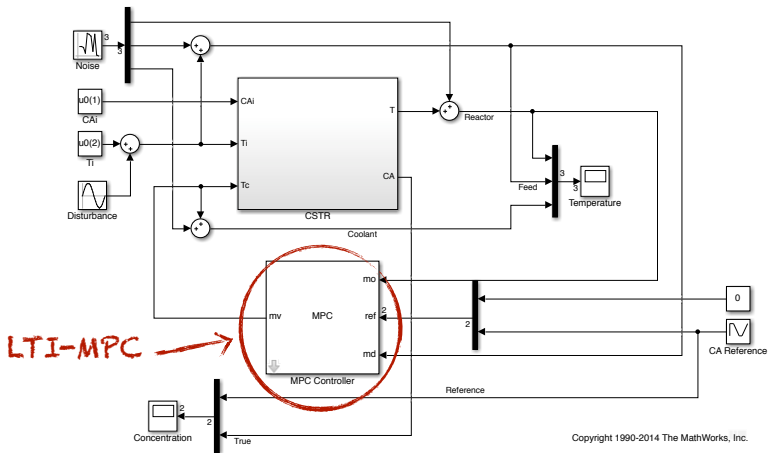 3
3
Noise
u0(1)
CAi
u0(2)
Ti
Disturbance
CAi
Ti
Tc
T
CA
CSTR
Reactor
Feed
Coolant
3
3
Temperature
mo
mv
MPC
ref
2
md
MPC Controller
LTI-MPC
2
0
CA Reference
Reference
2
2
Concentration
True
Copyright 1990-2014 The MathWorks, Inc.